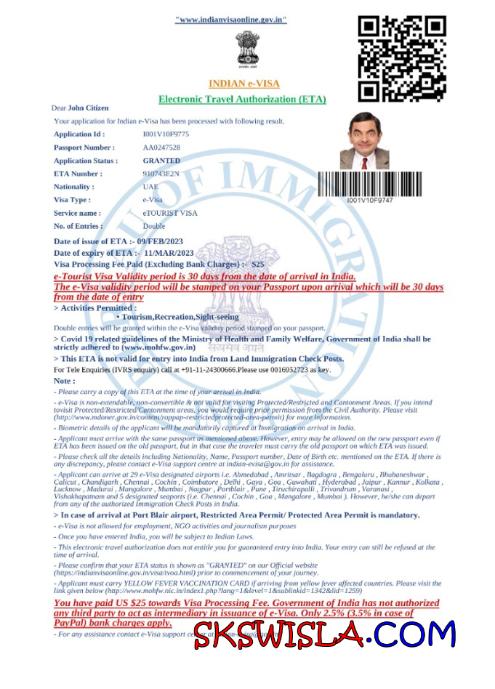 "www.indianvisaonline.gov.in"
INDIAN e-VISA
Electronic Travel Authorization (ETA)
Dear John Citizen
Your application for Indian e-Visa has been processed with following result.
Application Id : I001V10F9775
Passport Number : AA0247528
Application Status : GRANTED
ETA Number : 910743E2N
Nationality : UAE
Visa Type : e-Visa
Service name : eTOURIST VISA
No. of Entries : Double
I001V10F9747
Date of issue of ETA :- 09/FEB/2023
Date of expiry of ETA :- 11/MAR/2023
Visa Processing Fee Paid (Excluding Bank Charges) :- $25
e-Tourist Visa Validity period is 30 days from the date of arrival in India.
The e-Visa validity period will be stamped on your Passport upon arrival which will be 30 days
from the date of entry
> Activities Permitted :
• Tourism,Recreation,Sight-seeing
Double entries will be granted within the e-Visa validity period stamped on your passport.
> Covid 19 related guidelines of the Ministry of Health and Family Welfare, Government of India shall be
strictly adhered to (www.mohfw.gov.in)
> This ETA is not valid for entry into India from Land Immigration Check Posts.
For Tele Enquiries (IVRS enquiry) call at +91-11-24300666.Please use 0016052723 as key.
Note :
- Please carry a copy of this ETA at the time of your arrival in India.
- e-Visa is non-extendable, non-convertible & not valid for visiting Protected/Restricted and Cantonment Areas. If you intend
tovisit Protected/Restricted/Cantonment areas, you would require prior permission from the Civil Authority. Please visit
for more information.
- Biometric details of the applicant will be mandatorily captured at Immigration on arrival in India.
- Applicant must arrive with the same passport as mentioned above. However, entry may be allowed on the new passport even if
ETA has been issued on the old passport, but in that case the traveler must carry the old passport on which ETA was issued.
- Please check all the details including Nationality, Name, Passport number, Date of Birth etc. mentioned on the ETA. If there is
any discrepancy, please contact e-Visa support centre at indian-evisa@gov.in for assistance.
- Applicant can arrive at 29 e-Visa designated airports i.e. Ahmedabad , Amritsar , Bagdogra , Bengaluru , Bhubaneshwar ,
Calicut , Chandigarh , Chennai , Cochin , Coimbatore , Delhi , Gaya , Goa , Guwahati , Hyderabad , Jaipur , Kannur , Kolkata ,
Lucknow , Madurai , Mangalore , Mumbai , Nagpur , Portblair , Pune , Tiruchirapalli , Trivandrum , Varanasi ,
Vishakhapatnam and 5 designated seaports (i.e. Chennai , Cochin , Goa , Mangalore , Mumbai ). However, he/she can depart
from any of the authorized Immigration Check Posts in India.
> In case of arrival at Port Blair airport, Restricted Area Permit/ Protected Area Permit is mandatory.
- e-Visa is not allowed for employment, NGO activities and journalism purposes
- Once you have entered India, you will be subject to Indian Laws.
- This electronic travel authorization does not entitle you for guaranteed entry into India. Your entry can still be refused at the
time of arrival.
- Please confirm that your ETA status is shown as "GRANTED" on our Official website
(https://indianvisaonline.gov.in/evisa/tvoa.html) prior to commencement of your journey.
- Applicant must carry YELLOW FEVER VACCINATION CARD if arriving from yellow fever affected countries. Please visit the
link given below (http://www.mohfw.nic.in/index1.php?lang=1&level=1&sublinkid=1342&lid=1259)
You have paid US $25 towards Visa Processing Fee. Government of India has not authorized
any third party to act as intermediary in issuance of e-Visa. Only 2.5% (3.5% in case of
PayPal) bank charges apply.
- For any assistance contact e-Visa support
SKSWISLA.COM